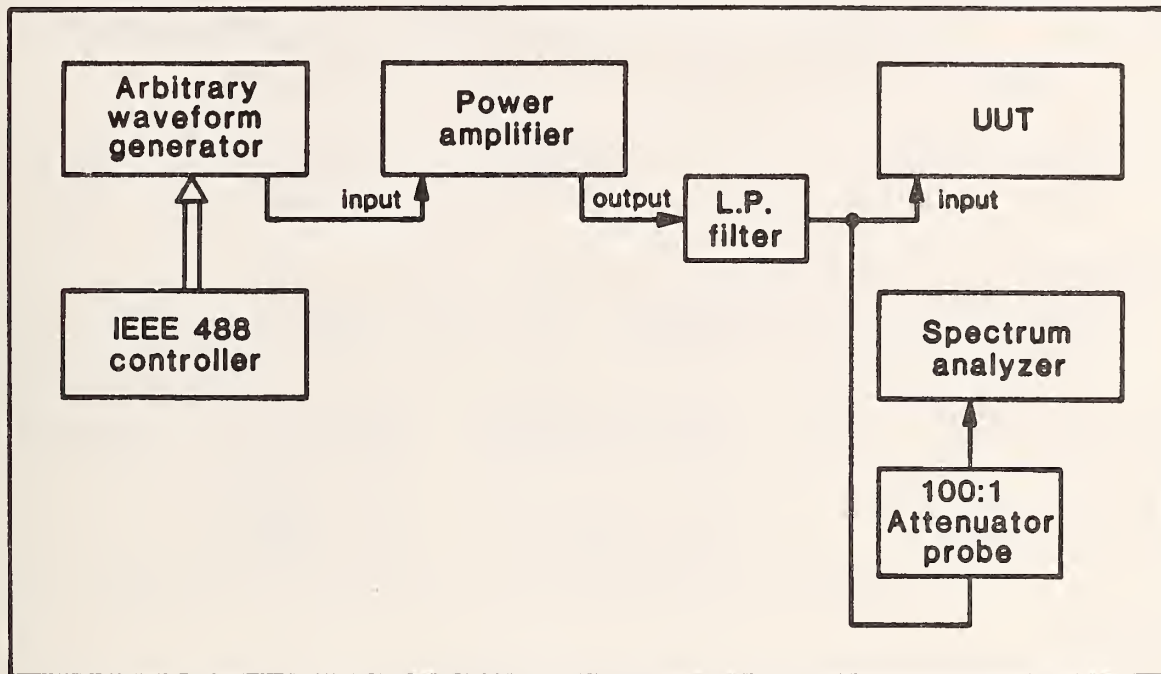 Arbitrary
waveform
generator
Power
amplifier
UUT
input
output
L.P.
filter
input
IEEE 488
controller
Spectrum
analyzer
100:1
Attenuator
probe